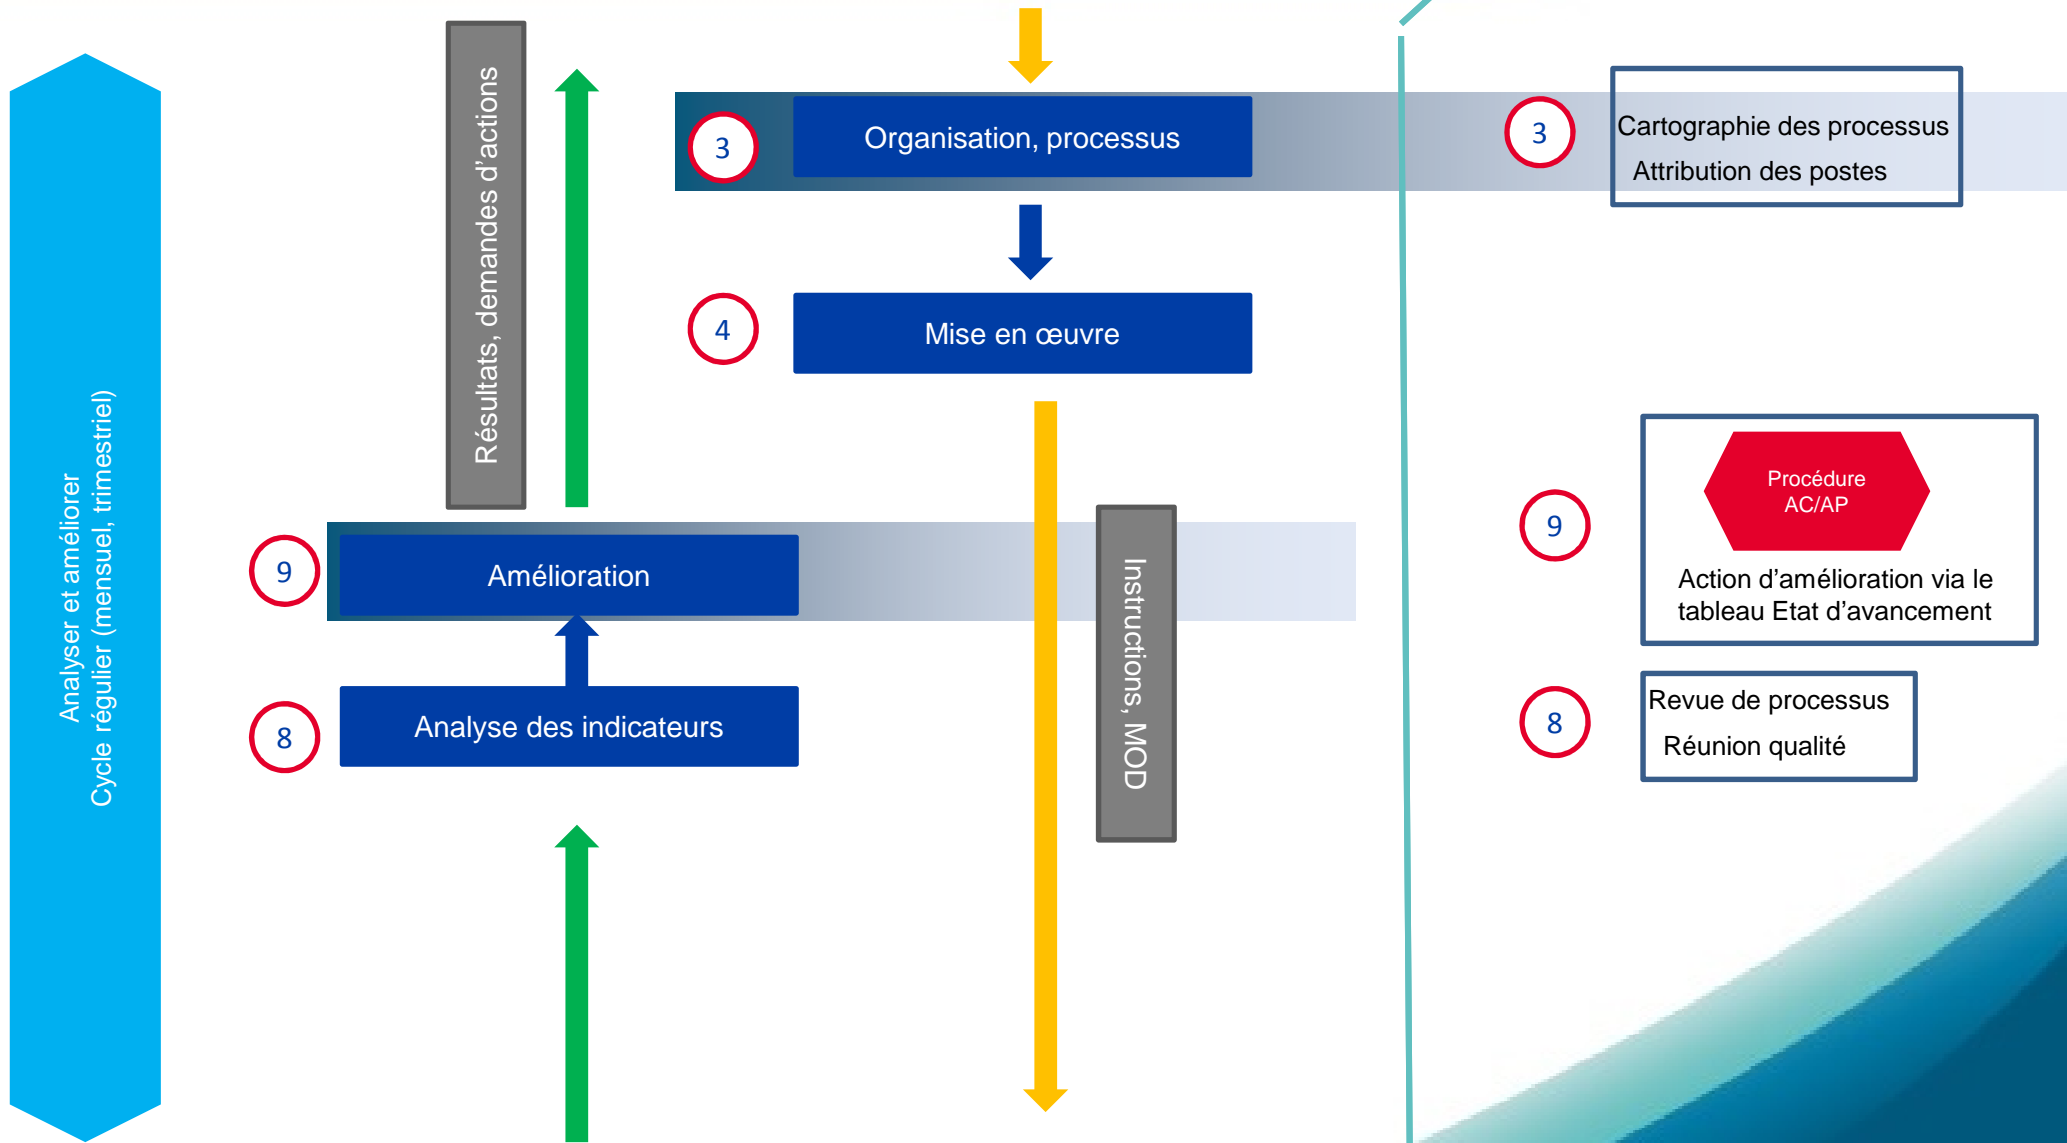 Analyser et améliorer
Cycle régulier (mensuel, trimestriel)
Résultats, demandes d'actions
3
Organisation, processus
4
Mise en œuvre
9
Amélioration
8
Analyse des indicateurs
Instructions, MOD
3
Cartographie des processus
Attribution des postes
9
Procédure
AC/AP
Action d'amélioration via le
tableau Etat d'avancement
8
Revue de processus
Réunion qualité